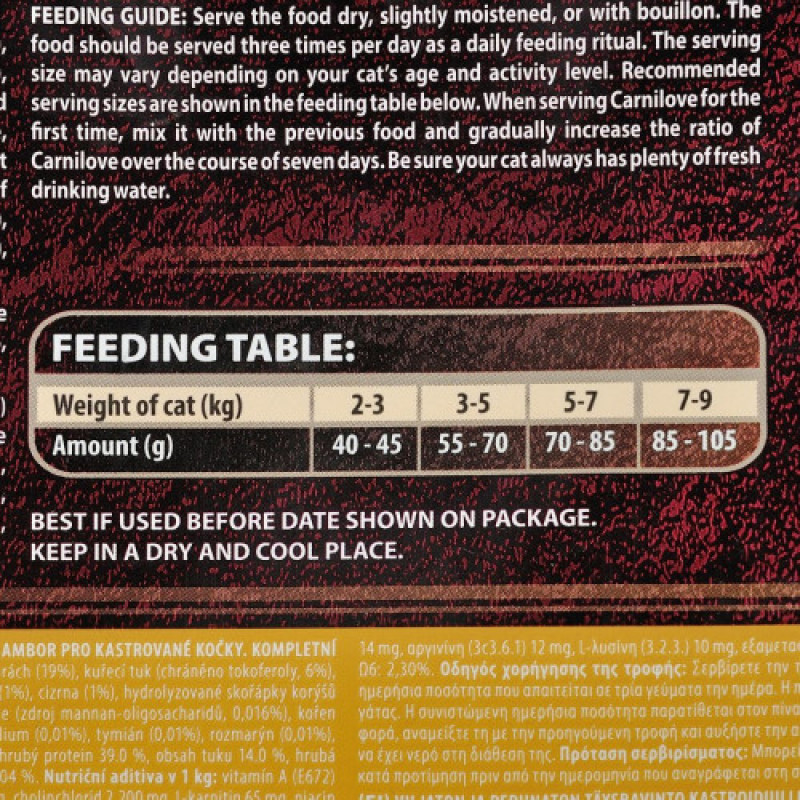 FEEDING GUIDE: Serve the food dry, slightly moistened, or with bouillon. The
food should be served three times per day as a daily feeding ritual. The serving
size may vary depending on your cat's age and activity level. Recommended
serving sizes are shown in the feeding table below. When serving Carnilove for the
first time, mix it with the previous food and gradually increase the ratio of
Carnilove over the course of seven days. Be sure your cat always has plenty of fresh
drinking water.
FEEDING TABLE:
Weight of cat (kg) 2-3 3-5 5-7 7-9
Amount (g) 40 - 45 55 - 70 70 - 85 85 - 105
BEST IF USED BEFORE DATE SHOWN ON PACKAGE.
KEEP IN A DRY AND COOL PLACE.
AMBOR PRO KASTROVANÉ KOČKY. KOMPLETNÍ
rách (19%), kuřecí tuk (chráněno tokoferoly, 6%),
(1%), cizrna (1%), hydrolyzované skořápky korýšů
e (zdroj mannan-oligosacharidů, 0,016%), kořen
lium (0,01%), tymián (0,01%), rozmarýn (0,01%),
hrubý protein 39.0 %, obsah tuku 14.0 %, hrubá
04 %. Nutriční aditiva v 1 kg: vitamín A (E672)
, cholinchlorid 2 200 mg, L-karnitin 65 mg, niacin
14 mg, αργινίνη (3c3.6.1) 12 mg, L-λυσίνη (3.2.3.) 10 mg, εξαμετα
Ω6: 2,30%. Οδηγός χορήγησης της τροφής: Σερβίρετε την τ
ημερήσια ποσότητα που απαιτείται σε τρία γεύματα την ημέρα. Η π
γάτας. Η συνιστώμενη ημερήσια ποσότητα παρατίθεται στον πίνα
φορά, αναμείξτε τη με την προηγούμενη τροφή και αυξήστε την α
να έχει νερό στη διάθεση της. Πρόταση σερβιρίσματος: Μπορεί
κατά προτίμηση πριν από την ημερομηνία που αναγράφεται στη σ